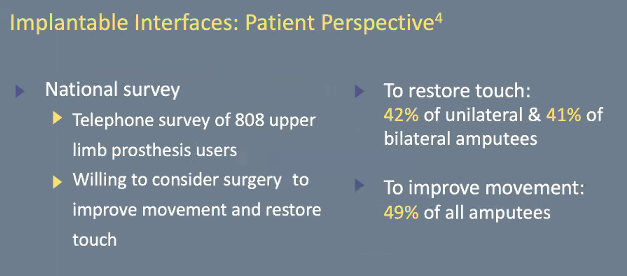 Implantable Interfaces: Patient Perspective4
National survey
Telephone survey of 808 upper
limb prosthesis users
Willing to consider surgery to
improve movement and restore
touch
To restore touch:
42% of unilateral & 41% of
bilateral amputees
To improve movement:
49% of all amputees